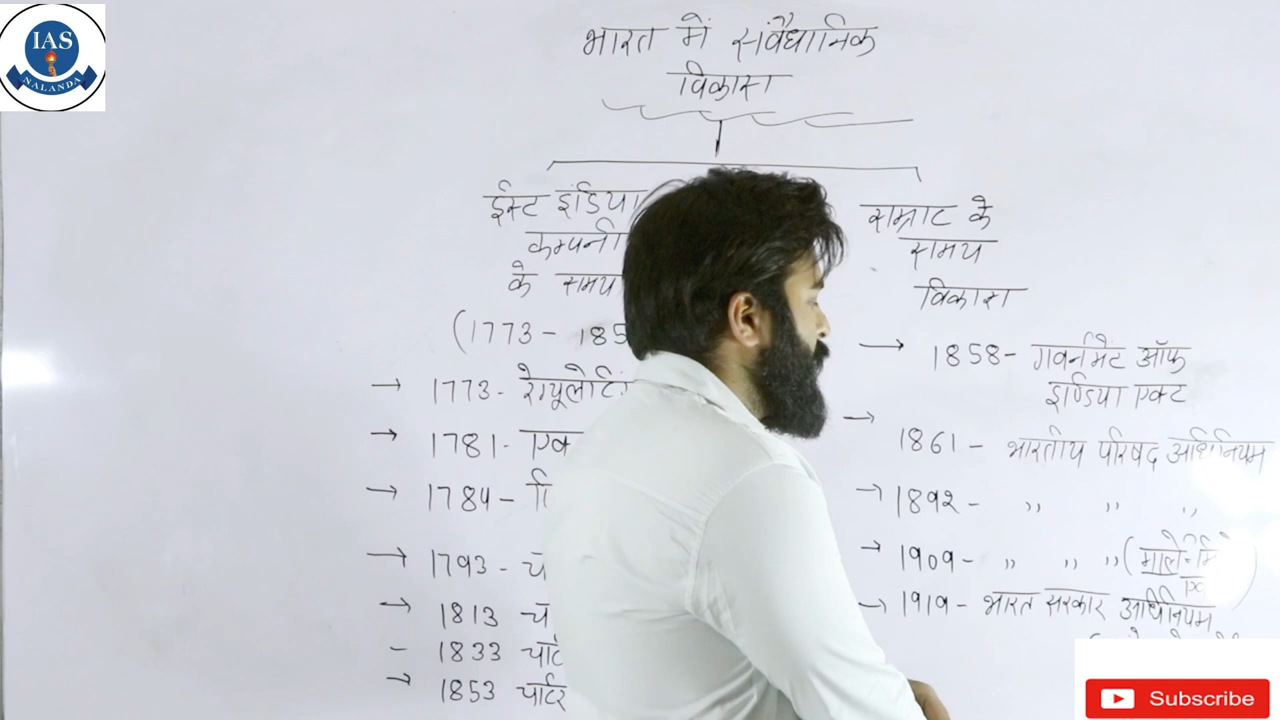 IAS
NALANDA
भारत में संवैधानिक
विकास
ईस्ट इंडिया
कम्पनी
के समय
(1773 - 185
1773 - रेग्यूलेटिं
1781 - एक
1784 -
1793 - च
1813 च
1833 चार्ट
1853 चार्टर
सम्राट के
समय
विकास
1858 - गवर्नमेंट ऑफ
इण्डिया एक्ट
1861 - भारतीय परिषद अधिनियम
1892 - ,, ,, ,,
1909 - ,, ,, ,, (
1919 - भारत सरकार अधिनियम
Subscribe